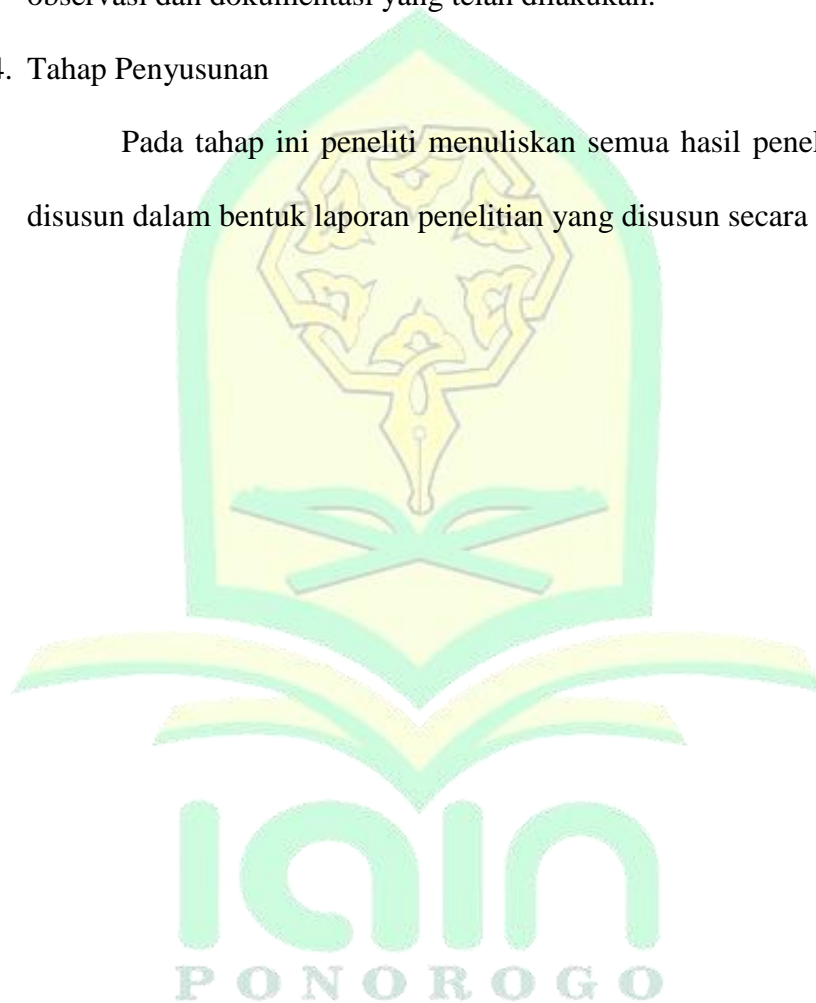 observasi dan dokumentasi yang telah dilakukan.
4. Tahap Penyusunan
Pada tahap ini peneliti menuliskan semua hasil
disusun dalam bentuk laporan penelitian yang disusun secara
IAIN
PONOROGO